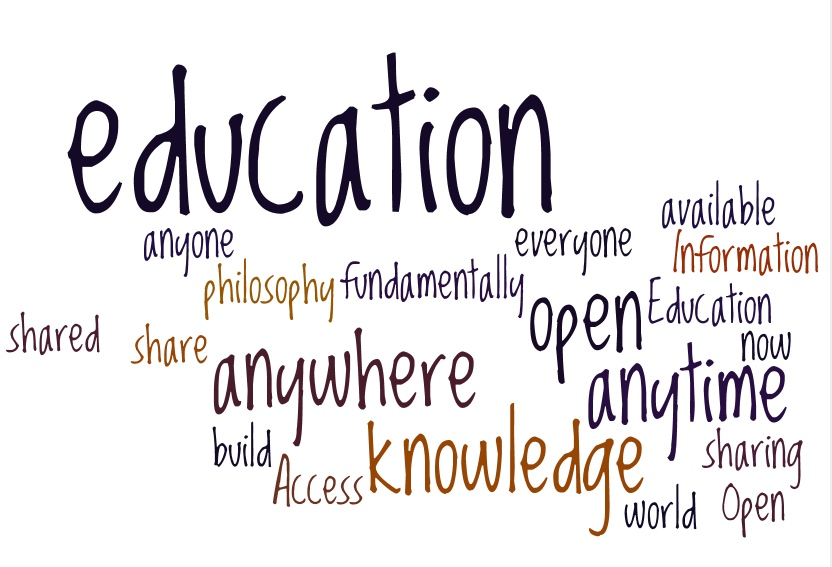 education
available
anyone
everyone
Information
philosophy
fundamentally
open
Education
shared
share
now
anywhere
anytime
build
knowledge
sharing
Access
world
Open